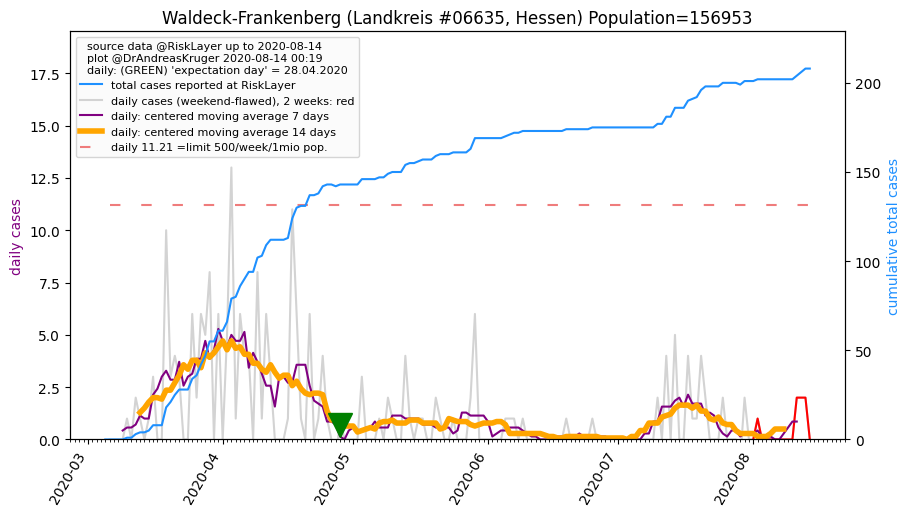 Waldeck-Frankenberg (Landkreis #06635, Hessen) Population=156953
source data @RiskLayer up to 2020-08-14
plot @DrAndreasKruger 2020-08-14 00:19
daily: (GREEN) 'expectation day' = 28.04.2020
total cases reported at RiskLayer
daily cases (weekend-flawed), 2 weeks: red
daily: centered moving average 7 days
daily: centered moving average 14 days
daily 11.21 =limit 500/week/1mio pop.
daily cases
17.5
15.0
12.5
10.0
7.5
5.0
2.5
0.0
200
150
100
50
0
cumulative total cases
2020-03
2020-04
2020-05
2020-06
2020-07
2020-08